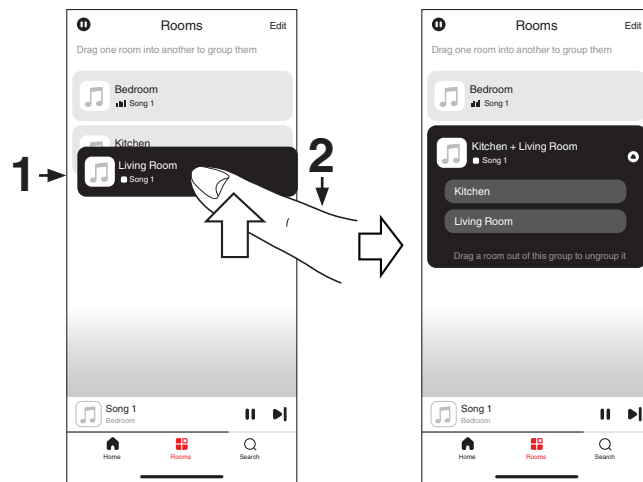 Rooms
Edit
Drag one room into another to group them
Bedroom
Song 1
Kitchen
Living Room
Song 1
1
2
Song 1
Bedroom
Home
Rooms
Search
Rooms
Edit
Drag one room into another to group them
Bedroom
Song 1
Kitchen + Living Room
Song 1
Kitchen
Living Room
Drag a room out of this group to ungroup it
Song 1
Bedroom
Home
Rooms
Search